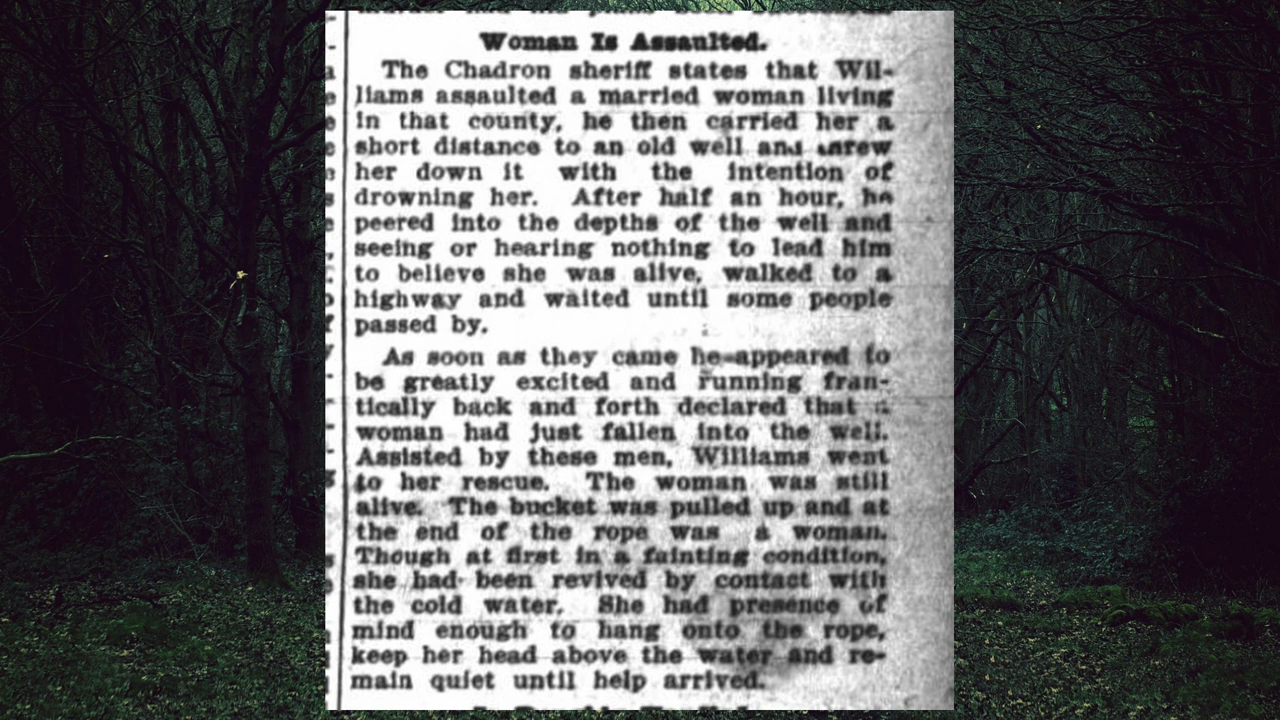 Woman Is Assaulted.
The Chadron sheriff states that Wil-
liams assaulted a married woman living
in that county, he then carried her a
short distance to an old well and
her down it with the intention of
drowning her. After half an hour, he
peered into the depths of the well and
seeing or hearing nothing to lead him
to believe she was alive, walked to a
highway and waited until some people
passed by.
As soon as they came he appeared to
be greatly excited and running fran-
tically back and forth declared that a
woman had just fallen into the well.
Assisted by these men, Williams went
to her rescue. The woman was still
alive. The bucket was pulled up and at
the end of the rope was a woman.
Though at first in a fainting condition,
she had been revived by contact with
the cold water. She had presence of
mind enough to hang onto the rope,
keep her head above the water and re-
main quiet until help arrived.